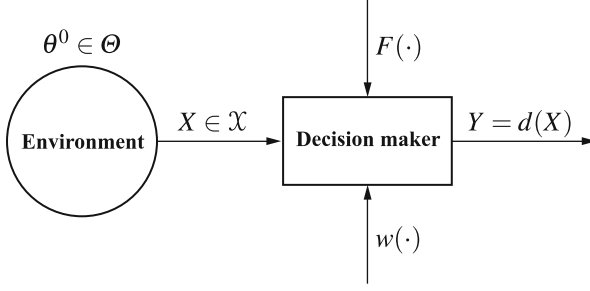 θ⁰ ∈ Θ
F(·)
X ∈ 𝒳
Y = d(X)
Environment
Decision maker
w(·)